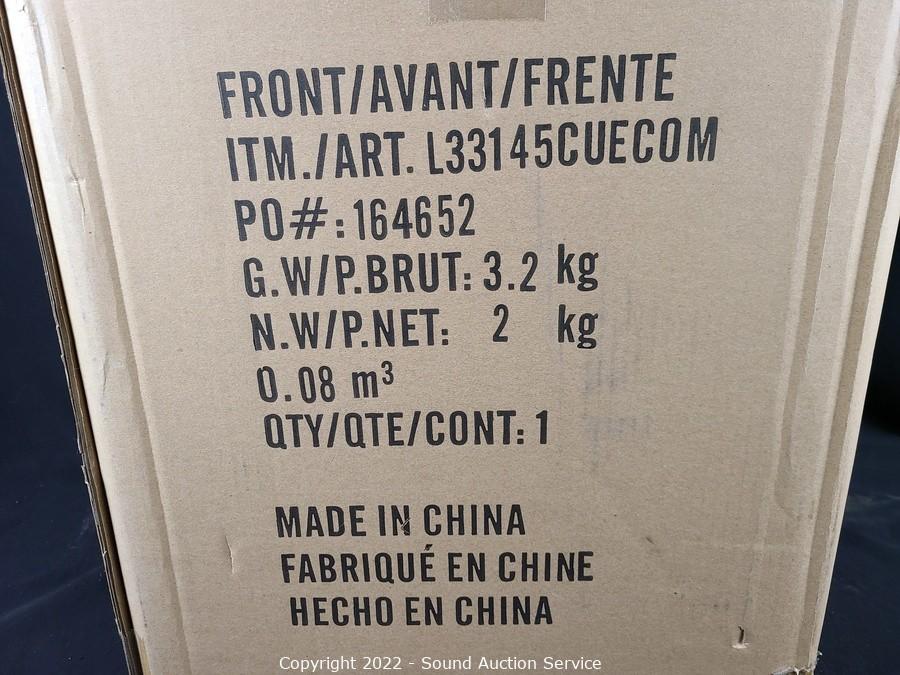 FRONT/AVANT/FRENTE
ITM./ART. L33145CUECOM
PO#: 164652
G.W/P.BRUT: 3.2 kg
N.W/P.NET: 2 kg
0.08 m³
QTY/QTE/CONT: 1
MADE IN CHINA
FABRIQUÉ EN CHINE
HECHO EN CHINA
Copyright 2022 - Sound Auction Service